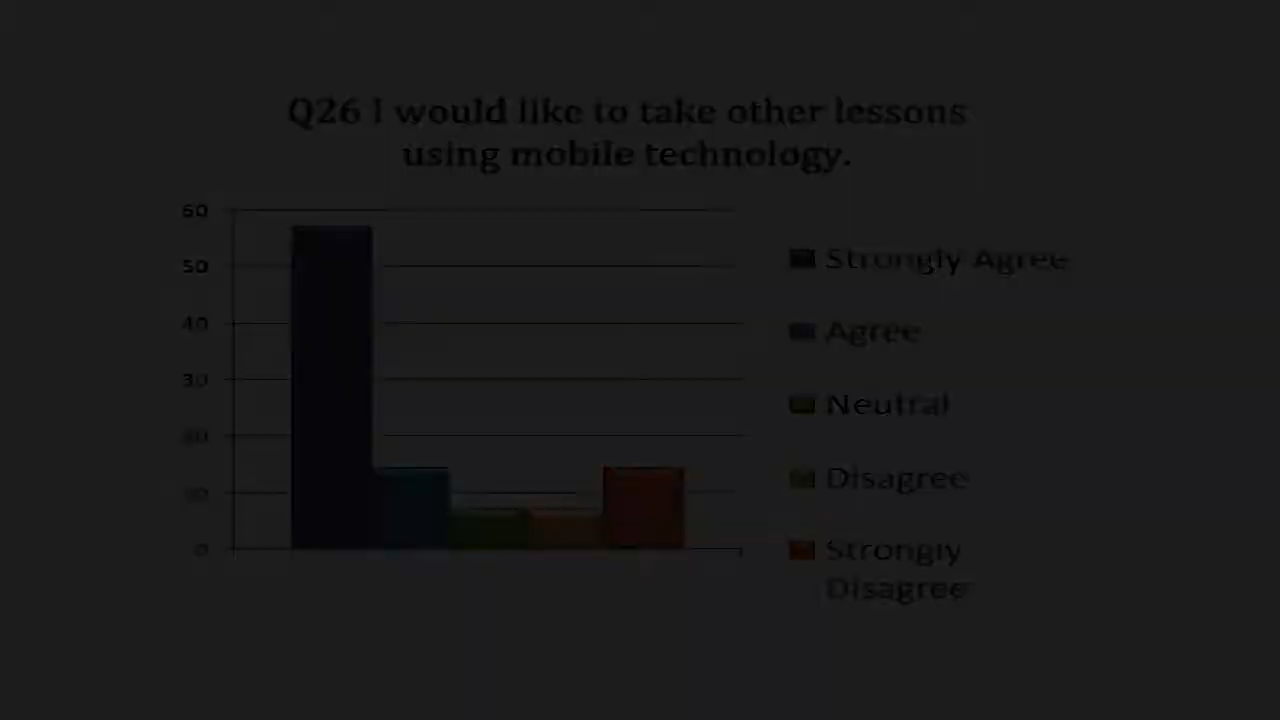 Q26 I would like to take other lessons
using mobile technology.
60
50
40
30
20
10
0
Strongly Agree
Agree
Neutral
Disagree
Strongly
Disagree